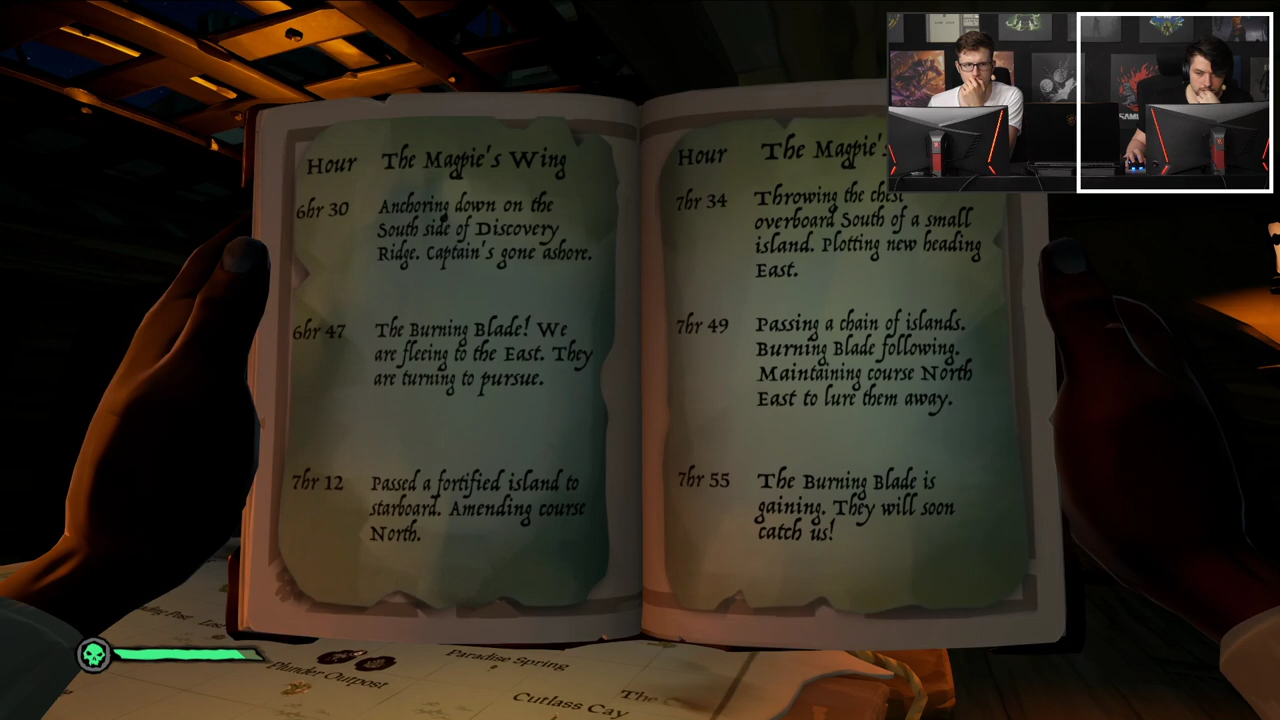 Hour The Magpie's Wing
6hr 30 Anchoring down on the
South side of Discovery
Ridge. Captain's gone ashore.
6hr 47 The Burning Blade! We
are fleeing to the East. They
are turning to pursue.
7hr 12 Passed a fortified island to
starboard. Amending course
North.
Hour The Magpie's
7hr 34 Throwing the chest
overboard South of a small
island. Plotting new heading
East.
7hr 49 Passing a chain of islands.
Burning Blade following.
Maintaining course North
East to lure them away.
7hr 55 The Burning Blade is
gaining. They will soon
catch us!
Post
Plunder Outpost
Paradise Spring
Cutlass Cay
The